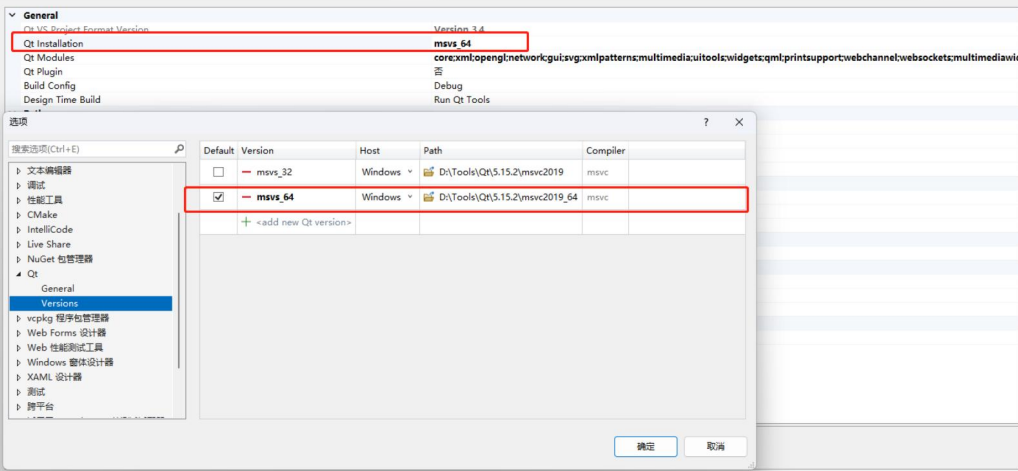 General
Qt VS Project Format Version Version 3.4
Qt Installation msvs_64
Qt Modules core;xml;opengl;network;gui;svg;xmlpatterns;multimedia;uitools;widgets;qml;printsupport;webchannel;websockets;multimediawid
Qt Plugin 否
Build Config Debug
Design Time Build Run Qt Tools
选项 ?
搜索选项(Ctrl+E)
Default Version Host Path Compiler
msvs_32 Windows D:\Tools\Qt\5.15.2\msvc2019 msvc
msvs_64 Windows D:\Tools\Qt\5.15.2\msvc2019_64 msvc
<add new Qt version>
文本编辑器
调试
性能工具
CMake
IntelliCode
Live Share
NuGet 包管理器
Qt
General
Versions
vcpkg 程序包管理器
Web Forms 设计器
Web 性能测试工具
Windows 窗体设计器
XAML 设计器
测试
跨平台
确定 取消